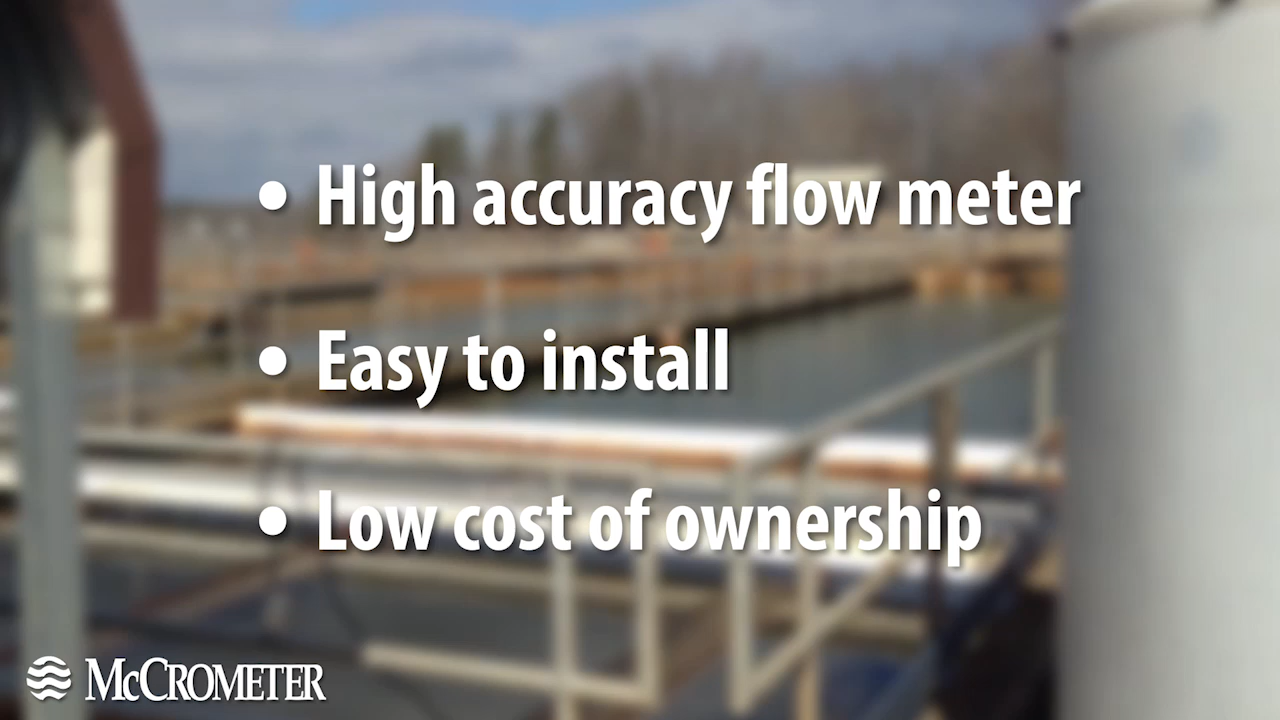 • High accuracy flow meter
• Easy to install
• Low cost of ownership
McCROMETER